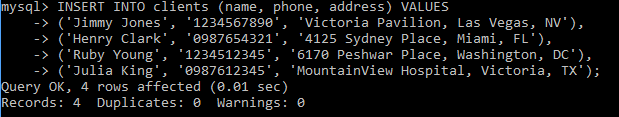 mysql> INSERT INTO clients (name, phone, address) VALUES
    -> ('Jimmy Jones', '1234567890', 'Victoria Pavilion, Las Vegas, NV'),
    -> ('Henry Clark', '0987654321', '4125 Sydney Place, Miami, FL'),
    -> ('Ruby Young', '1234512345', '6170 Peshwar Place, Washington, DC'),
    -> ('Julia King', '0987612345', 'MountainView Hospital, Victoria, TX');
Query OK, 4 rows affected (0.01 sec)
Records: 4  Duplicates: 0  Warnings: 0